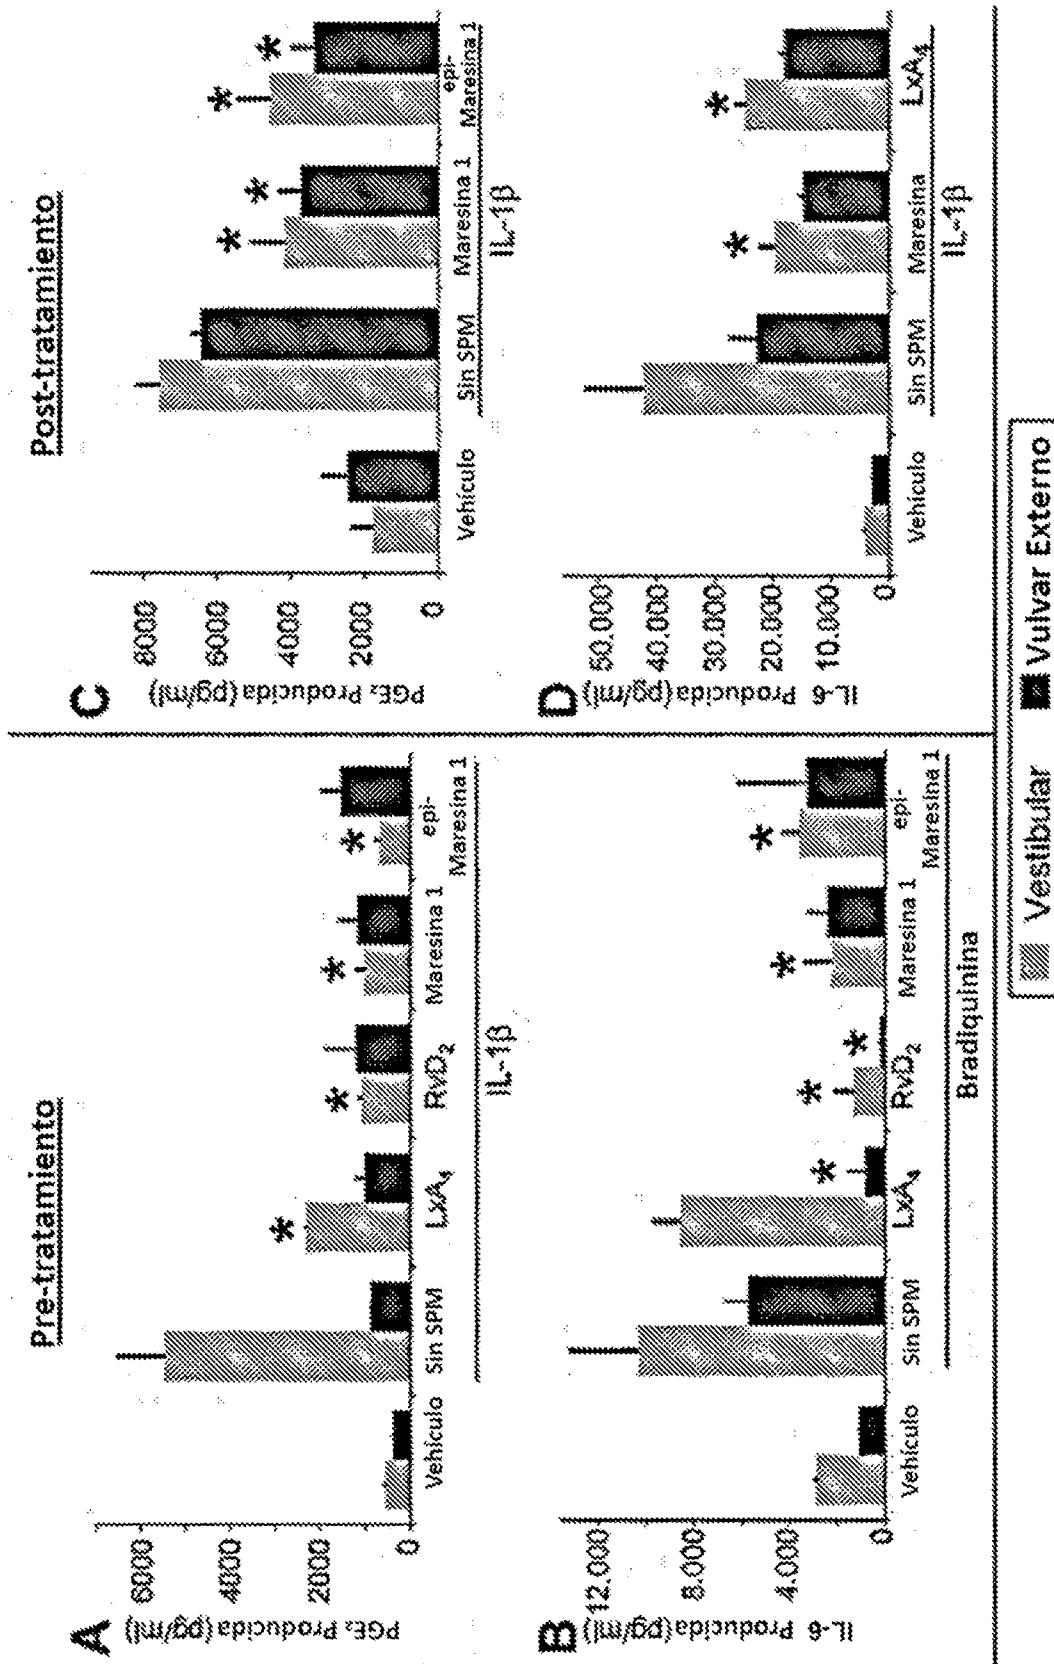 Pre-tratamiento
A
PGE₂ Producida (pg/ml)
6000
4000
2000
0
Vehículo
Sin SPM
LxA₄
RvD₂
Maresina 1
epi-
Maresina 1
IL-1β
B
IL-6 Producida (pg/ml)
12.000
8.000
4.000
0
Vehículo
Sin SPM
LxA₄
RvD₂
Maresina 1
epi-
Maresina 1
Bradiquinina
Post-tratamiento
C
PGE₂ Producida (pg/ml)
8000
6000
4000
2000
0
Vehículo
Sin SPM
Maresina 1
epi-
Maresina 1
IL-1β
D
IL-6 Producida (pg/ml)
50.000
40.000
30.000
20.000
10.000
0
Vehículo
Sin SPM
Maresina
LxA₄
IL-1β
Vestibular Vulvar Externo